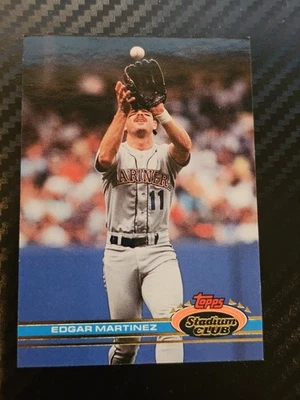 MARINERS
11
EDGAR MARTINEZ
Topps
Stadium
CLUB